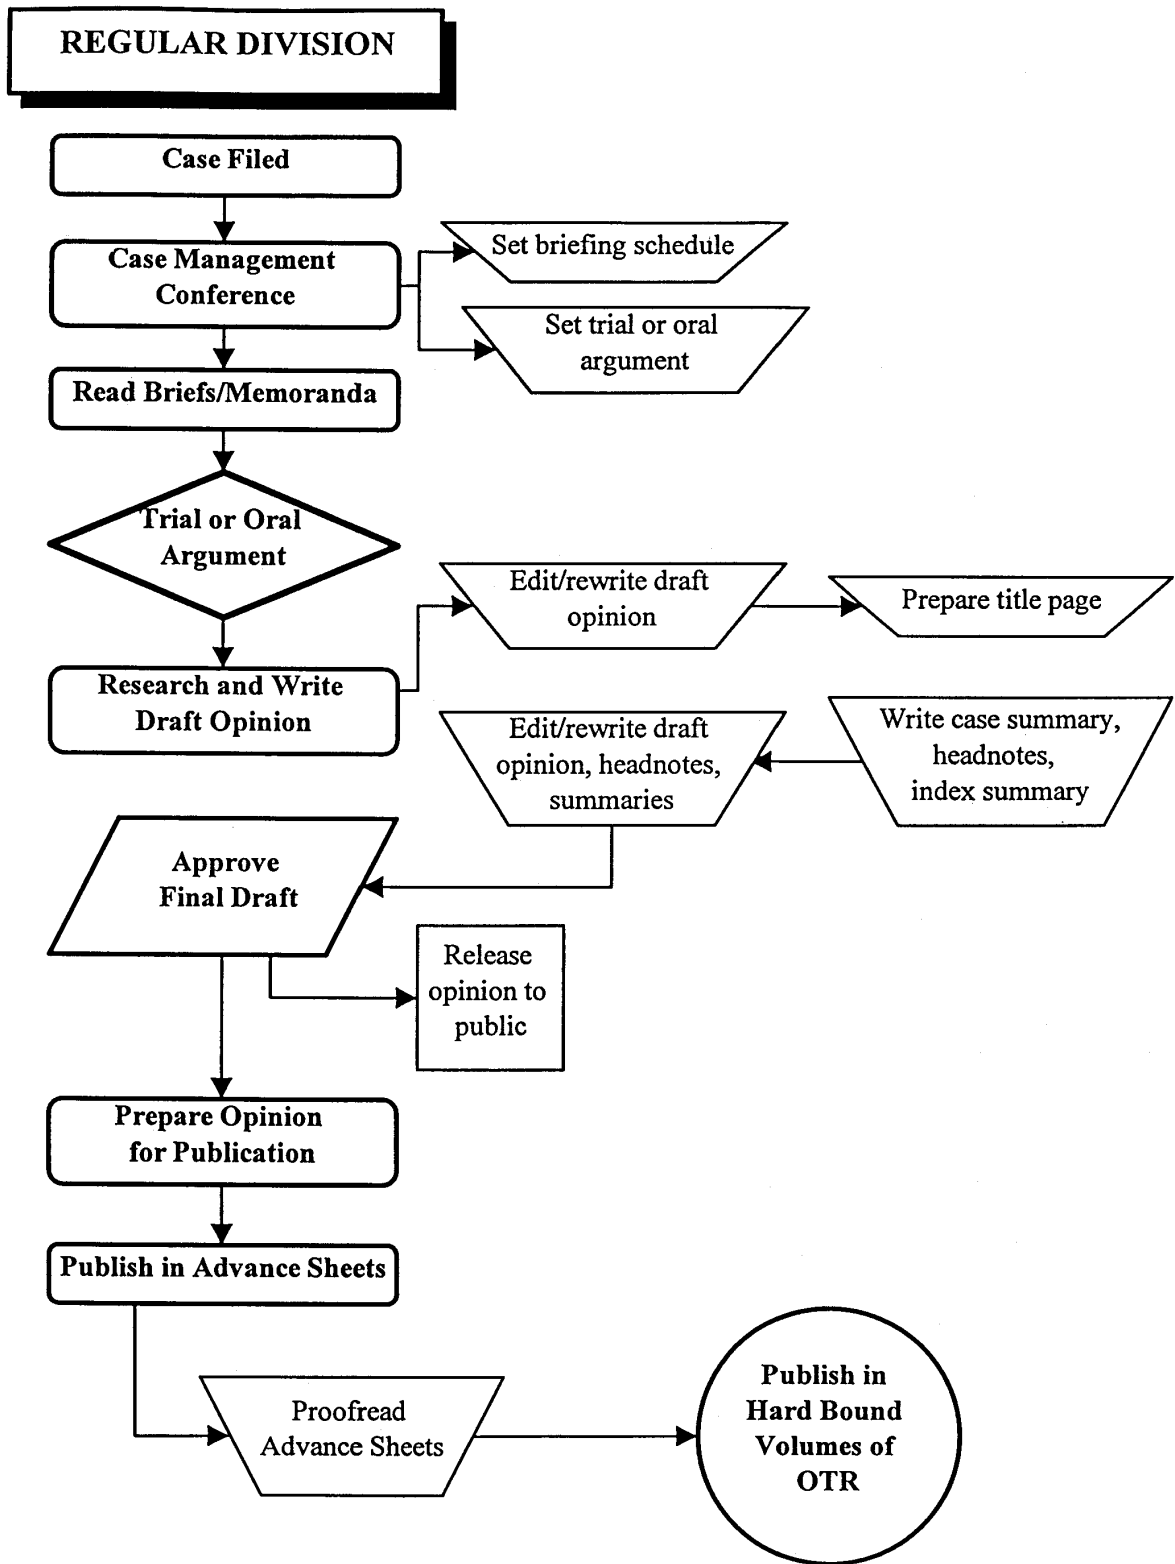 REGULAR DIVISION
Case Filed
Case Management
Conference
Set briefing schedule
Set trial or oral
argument
Read Briefs/Memoranda
Trial or Oral
Argument
Edit/rewrite draft
opinion
Prepare title page
Research and Write
Draft Opinion
Write case summary,
headnotes,
index summary
Edit/rewrite draft
opinion, headnotes,
summaries
Approve
Final Draft
Release
opinion to
public
Prepare Opinion
for Publication
Publish in Advance Sheets
Proofread
Advance Sheets
Publish in
Hard Bound
Volumes of
OTR